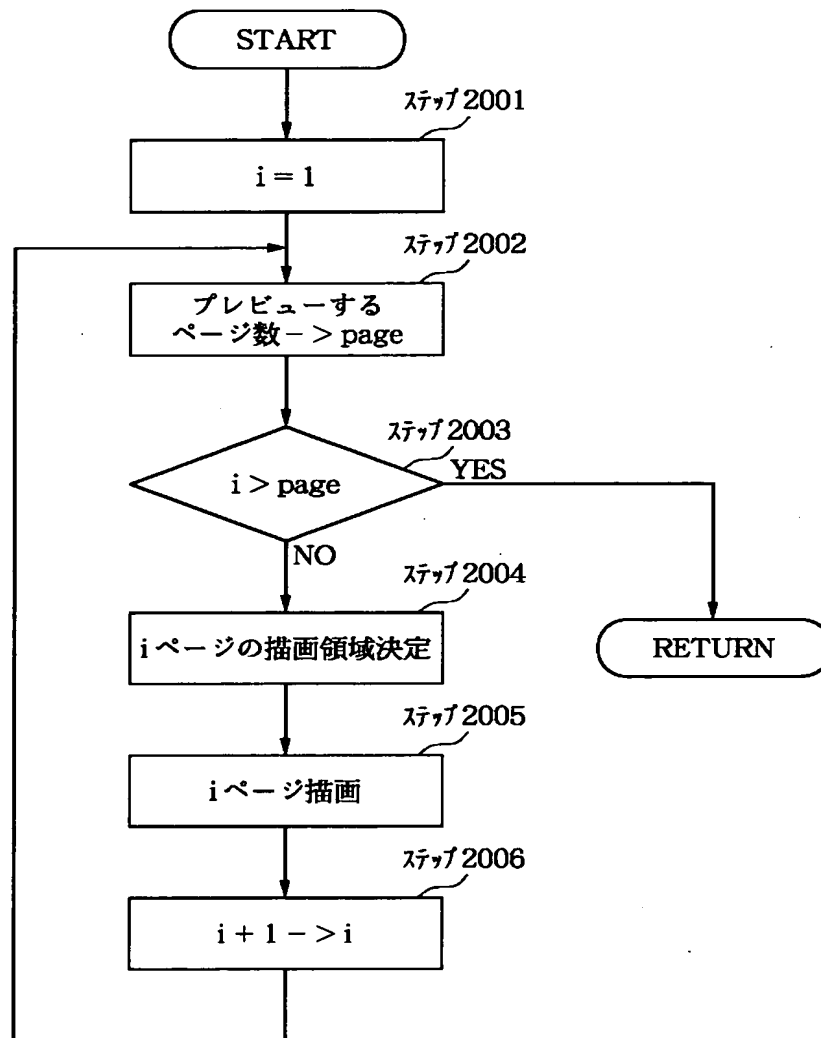 START
ステップ2001
i = 1
ステップ2002
プレビューする
ページ数−> page
ステップ2003
i > page
YES
NO
ステップ2004
iページの描画領域決定
RETURN
ステップ2005
iページ描画
ステップ2006
i + 1 −> i